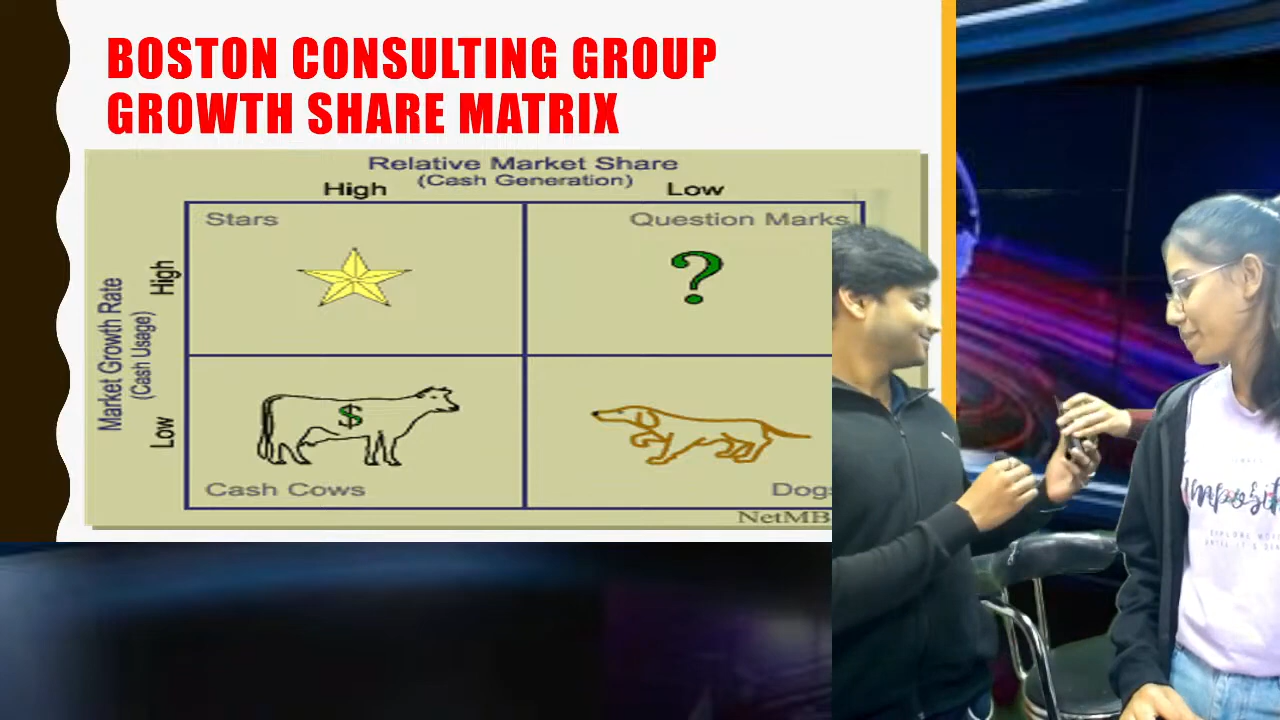 BOSTON CONSULTING GROUP
GROWTH SHARE MATRIX
Relative Market Share
(Cash Generation)
High
Low
Stars
Question Marks
Market Growth Rate
(Cash Usage)
High
Low
$
?
Cash Cows
Dogs
NetMB